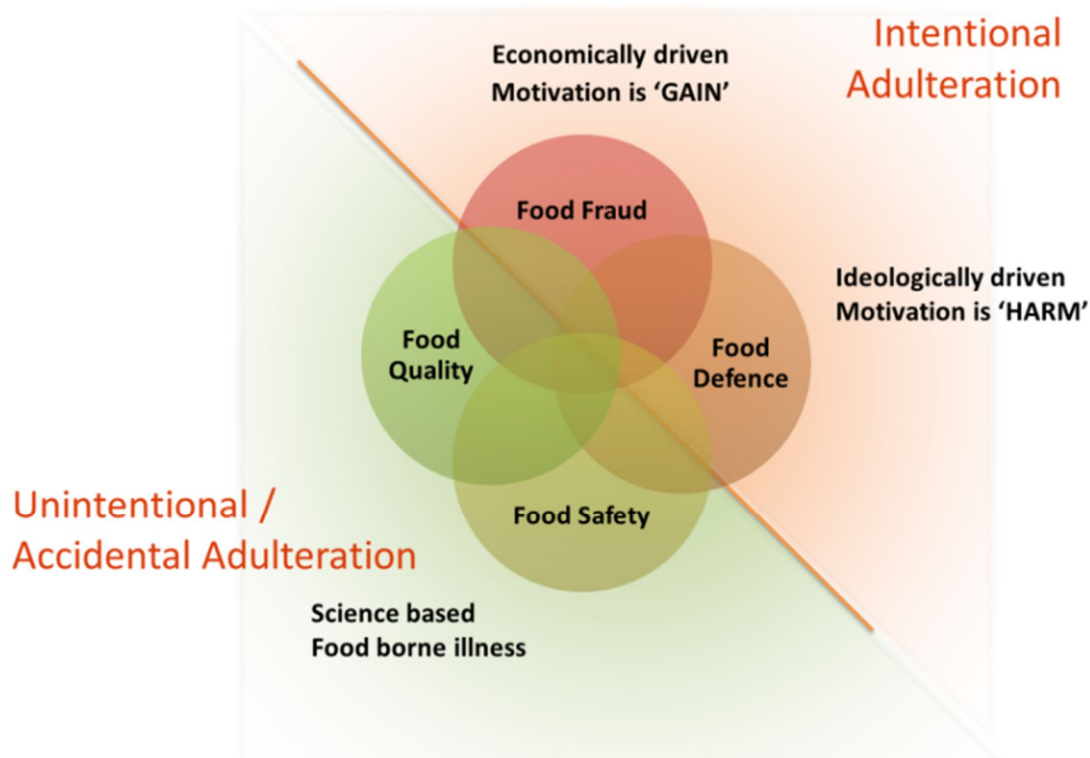 Intentional
Adulteration
Economically driven
Motivation is ‘GAIN’
Food Fraud
Ideologically driven
Motivation is ‘HARM’
Food
Quality
Food
Defence
Unintentional /
Accidental Adulteration
Food Safety
Science based
Food borne illness